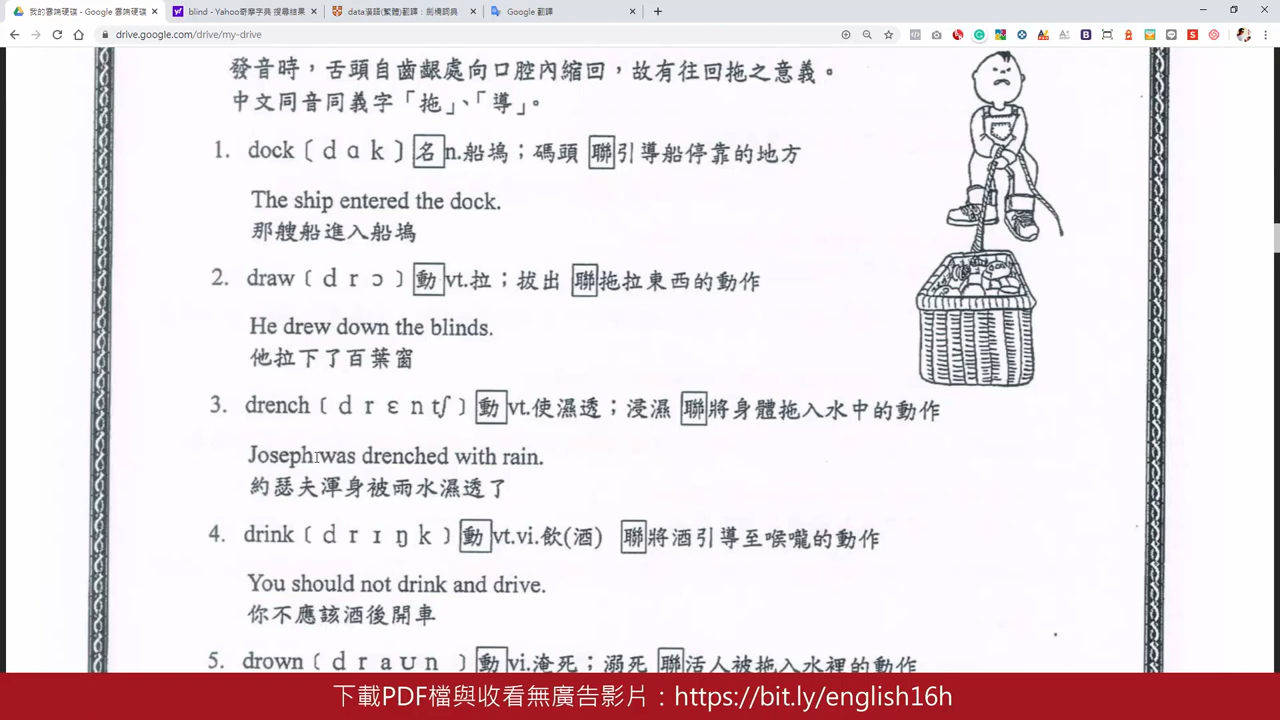 我的雲端硬碟 - Google 雲端硬碟
blind - Yahoo奇摩字典 搜尋結果
data漢語(繁體)翻譯：劍橋詞典
Google 翻譯
drive.google.com/drive/my-drive
發音時，舌頭自齒齦處向口腔內縮回，故有往回拖之意義。
中文同音同義字「拖」、「導」。
1. dock〔dɑk〕名n.船塢；碼頭 聯引導船停靠的地方
The ship entered the dock.
那艘船進入船塢
2. draw〔drɔ〕動vt.拉；拔出 聯拖拉東西的動作
He drew down the blinds.
他拉下了百葉窗
3. drench〔drɛntʃ〕動vt.使濕透；浸濕 聯將身體拖入水中的動作
Joseph was drenched with rain.
約瑟夫渾身被雨水濕透了
4. drink〔drɪŋk〕動vt.vi.飲(酒) 聯將酒引導至喉嚨的動作
You should not drink and drive.
你不應該酒後開車
5. drown〔draʊn〕動vi.淹死；溺死 聯活人被拖入水裡的動作
下載PDF檔與收看無廣告影片：https://bit.ly/english16h